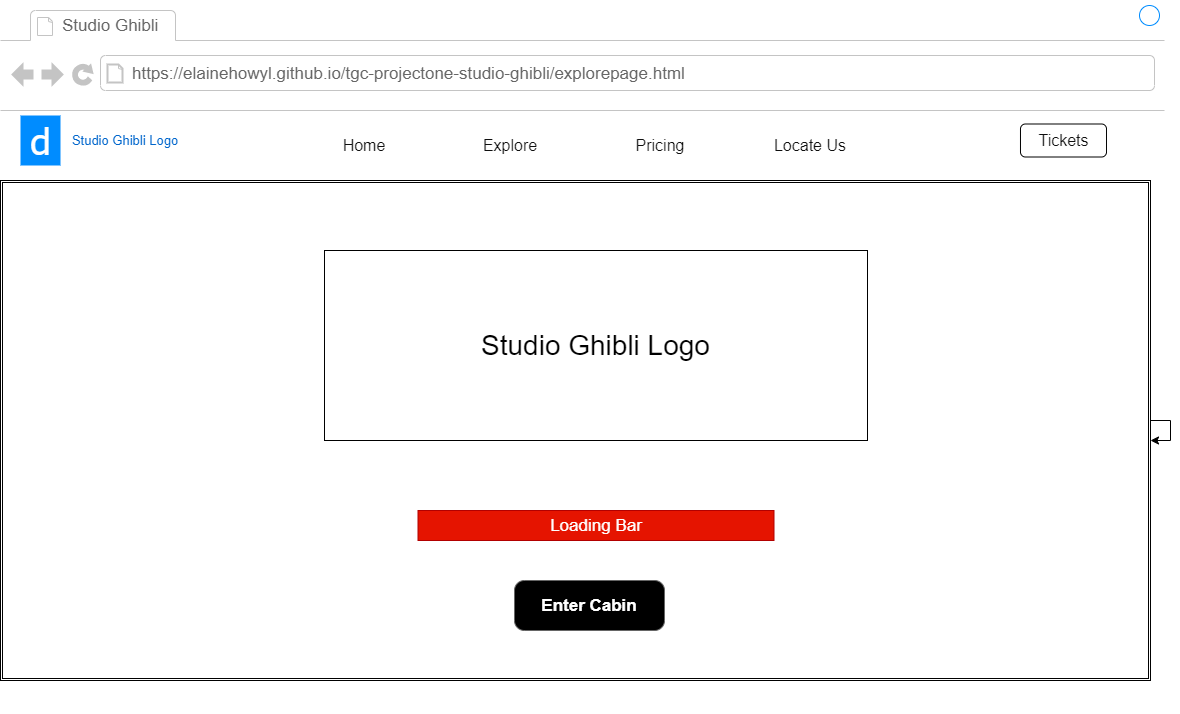 Studio Ghibli
https://elainehowyl.github.io/tgc-projectone-studio-ghibli/explorepage.html
d Studio Ghibli Logo Home Explore Pricing Locate Us Tickets
Studio Ghibli Logo
Loading Bar
Enter Cabin